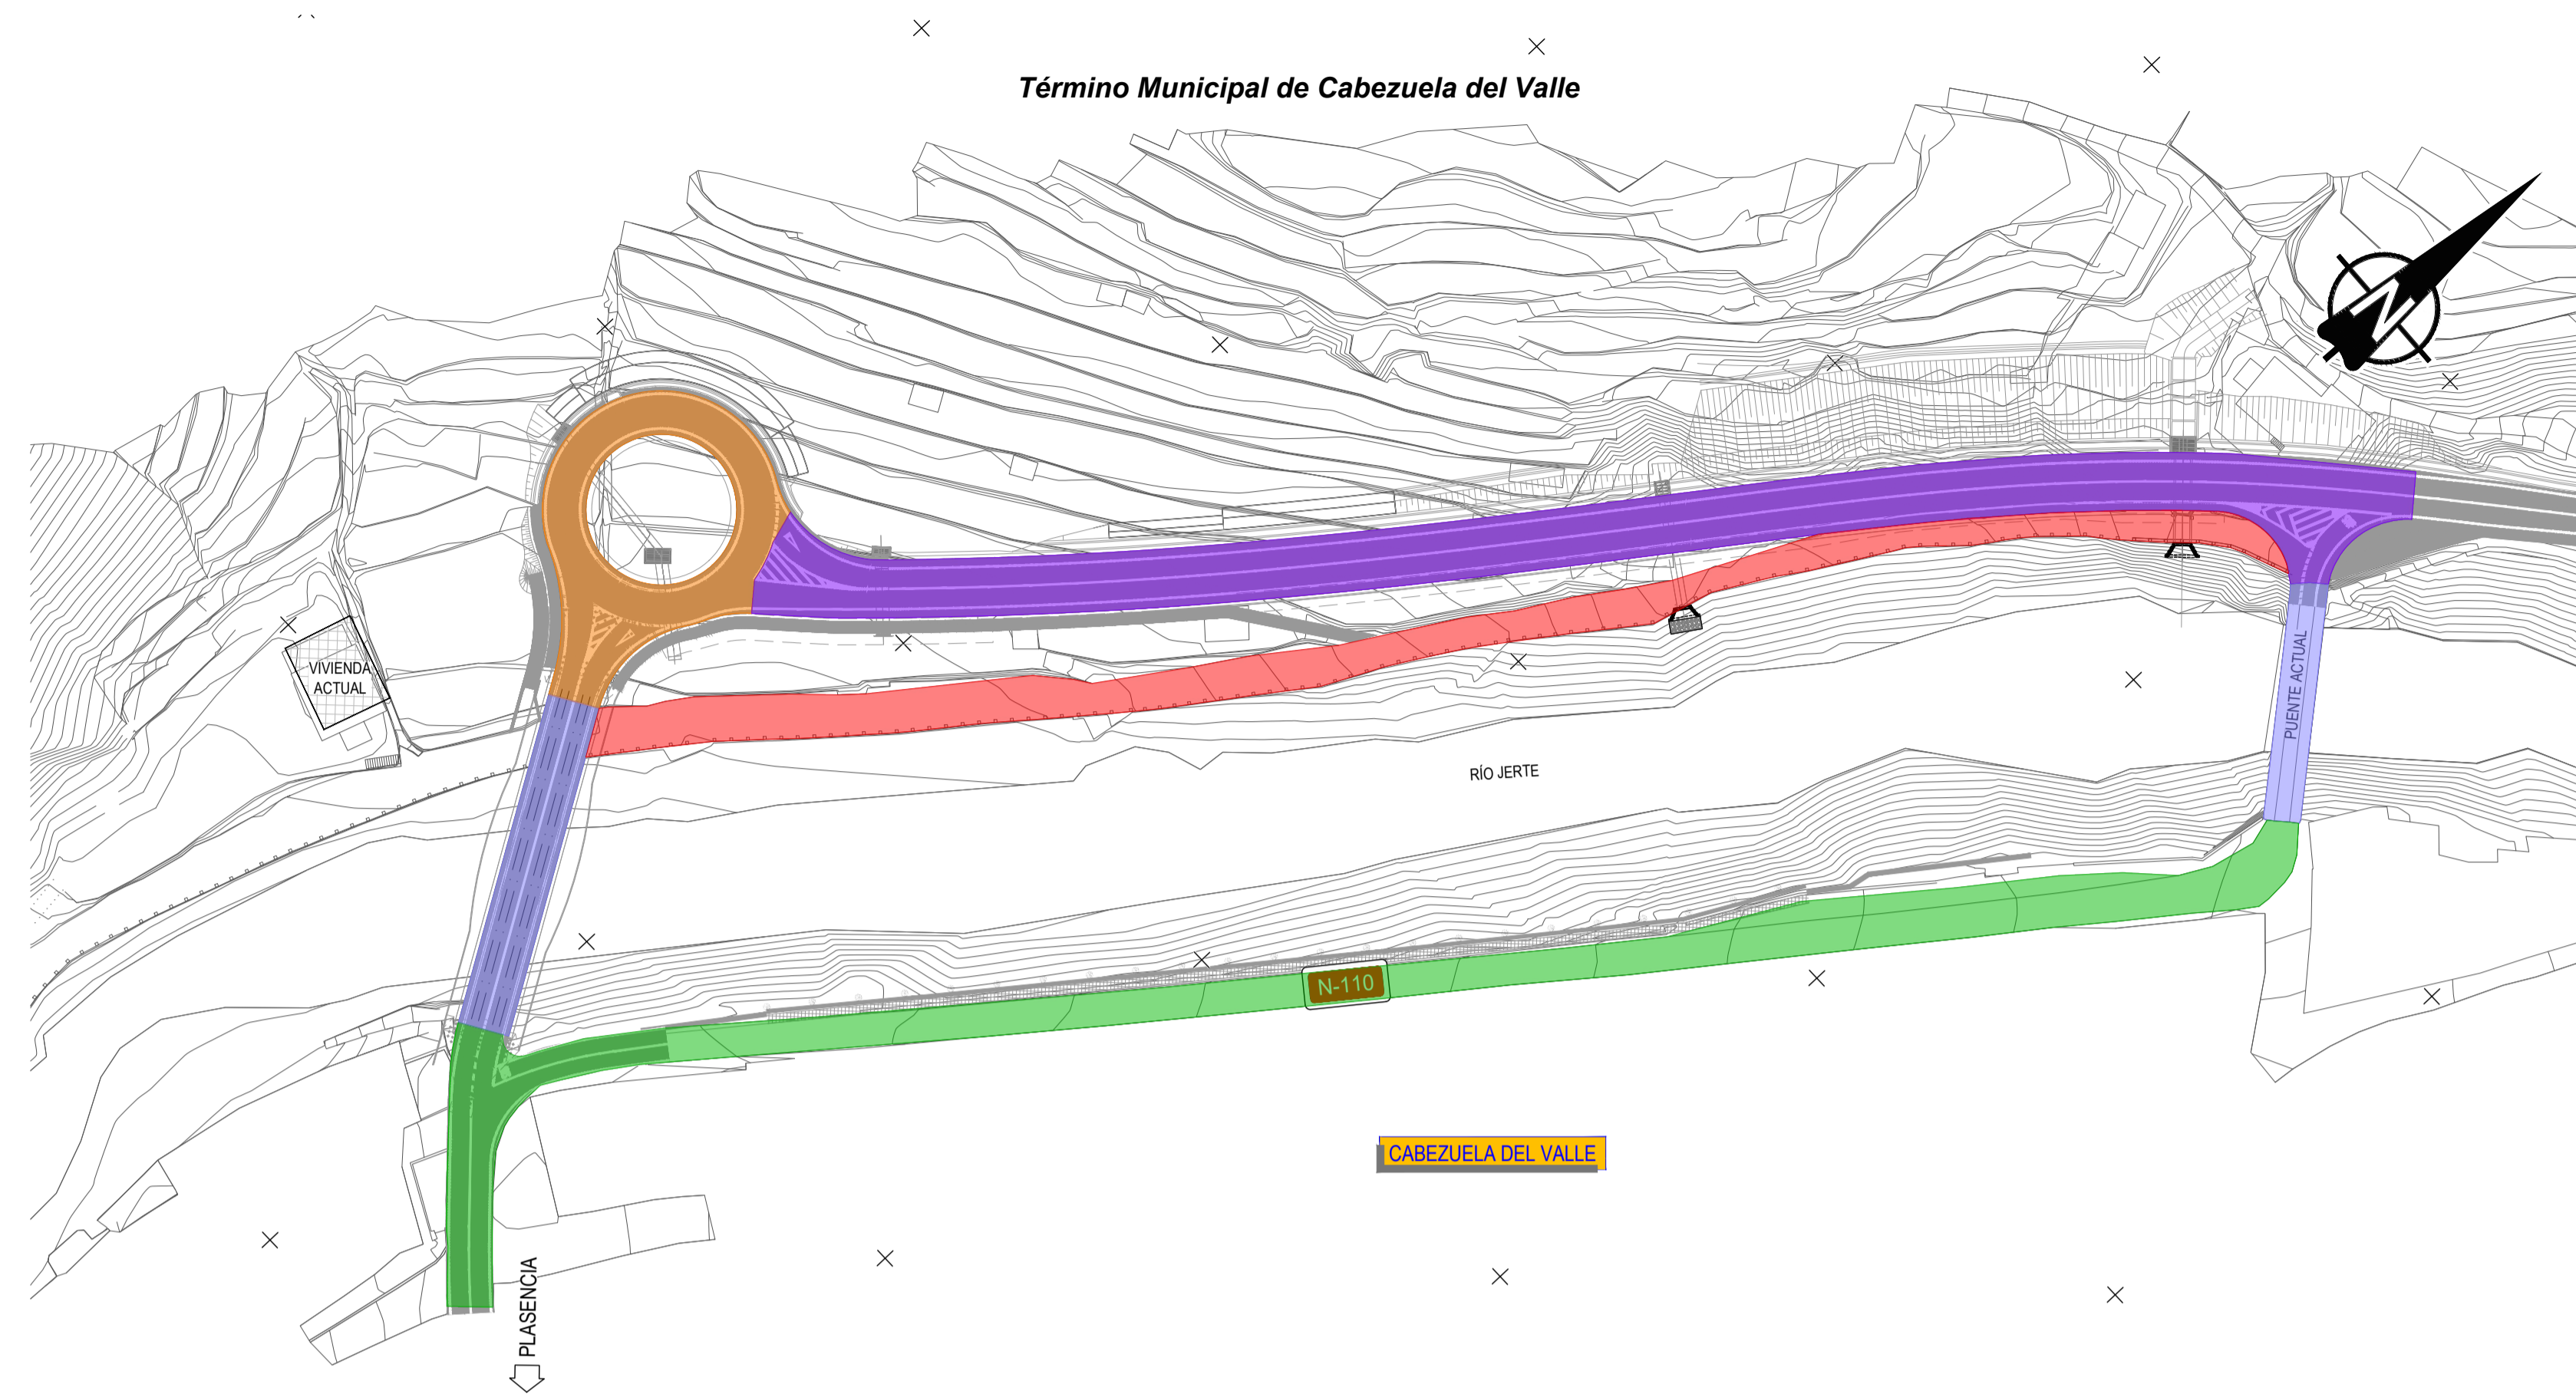 Término Municipal de Cabezuela del Valle
N
VIVIENDA
ACTUAL
PUENTE ACTUAL
RÍO JERTE
N-110
CABEZUELA DEL VALLE
PLASENCIA